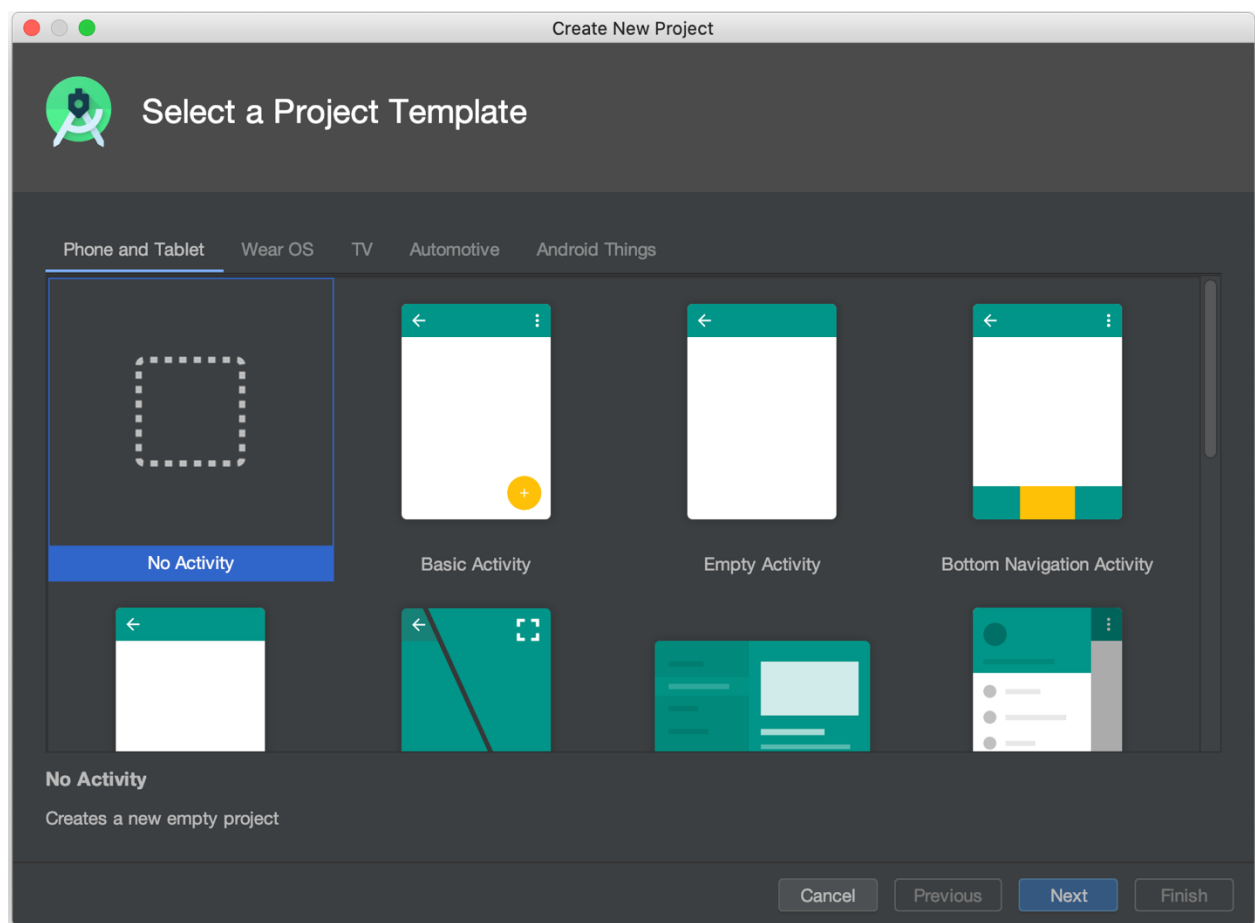 Create New Project
Select a Project Template
Phone and Tablet Wear OS TV Automotive Android Things
No Activity Basic Activity Empty Activity Bottom Navigation Activity
No Activity
Creates a new empty project
Cancel Previous Next Finish